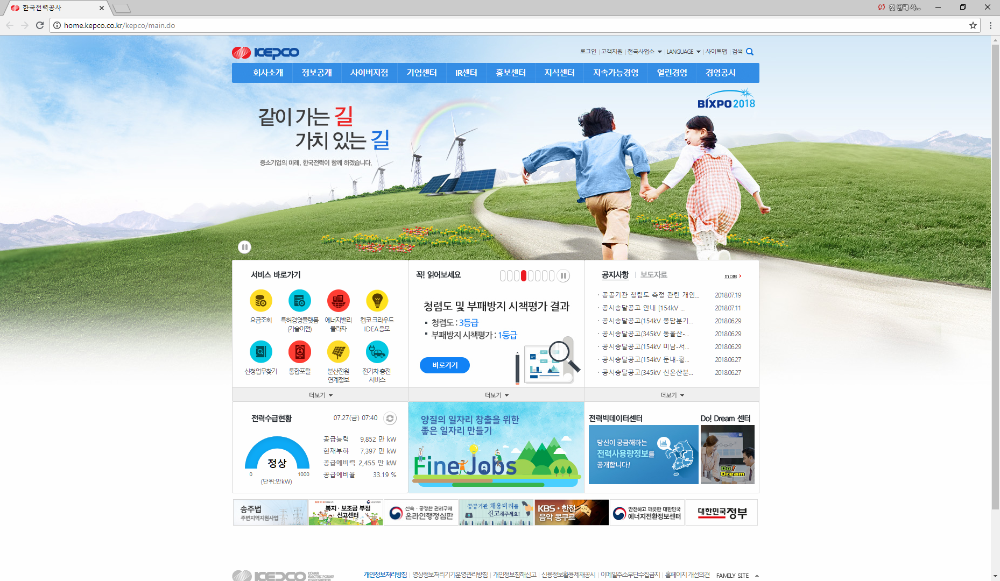 한국전력공사
첫 번째 사...
home.kepco.co.kr/kepco/main.do
KEPCO
로그인 고객지원 전국사업소 LANGUAGE 사이트맵 검색
회사소개 정보공개 사이버지점 기업센터 IR센터 홍보센터 지식센터 지속가능경영 열린경영 경영공시
BIXPO 2018
같이 가는 길
가치 있는 길
중소기업의 미래, 한국전력이 함께 하겠습니다.
서비스 바로가기
요금조회
특허경영플랫폼
(기술이전)
에너지밸리
플라자
켑코 크라우드
IDEA 응모
신청업무찾기
통합포털
분산전원
연계정보
전기차 충전
서비스
더보기
꼭! 읽어보세요
청렴도 및 부패방지 시책평가 결과
청렴도 : 3등급
부패방지 시책평가 : 1등급
바로가기
더보기
공지사항 보도자료 more
공공기관 청렴도 측정 관련 개인... 2018.07.19
공시송달공고 안내 [154kV ... 2018.07.11
공시송달공고(154kV 봉담분기... 2018.06.29
공시송달공고(345kV 동울산-... 2018.06.29
공시송달공고(154kV 미남-서... 2018.06.29
공시송달공고(154kV 둔내-횡... 2018.06.27
공시송달공고(345kV 신온산분... 2018.06.27
더보기
전력수급현황 07.27(금) 07:40
정상
0 1000
(단위:만kW)
공급능력 9,852 만 kW
현재부하 7,397 만 kW
공급예비력 2,455 만 kW
공급예비율 33.19 %
양질의 일자리 창출을 위한
좋은 일자리 만들기
Fine Jobs
전력빅데이터센터
당신이 궁금해하는
전력사용량정보를
공개합니다!
Do! Dream 센터
Do!
Dream
송주법
주변지역지원사업
복지·보조금 부정
신고센터
신속·공정한 권리구제
온라인행정심판
공공기관 채용비리를
신고해주세요!
KBS·한전
음악 콩쿠르
안전하고 깨끗한 대한민국
에너지전환정보센터
대한민국정부
KEPCO KOREA
ELECTRIC POWER
CORPORATION
개인정보처리방침 영상정보처리기기운영관리방침 개인정보침해신고 신용정보활용제재공시 이메일주소무단수집금지 홈페이지 개선의견 FAMILY SITE